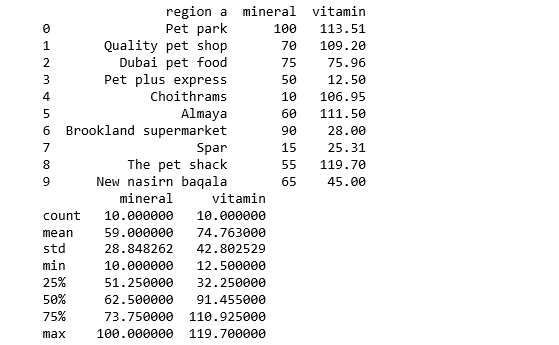 region a mineral vitamin
0 Pet park 100 113.51
1 Quality pet shop 70 109.20
2 Dubai pet food 75 75.96
3 Pet plus express 50 12.50
4 Choithrams 10 106.95
5 Almaya 60 111.50
6 Brookland supermarket 90 28.00
7 Spar 15 25.31
8 The pet shack 55 119.70
9 New nasirn baqala 65 45.00
mineral vitamin
count 10.000000 10.000000
mean 59.000000 74.763000
std 28.848262 42.802529
min 10.000000 12.500000
25% 51.250000 32.250000
50% 62.500000 91.455000
75% 73.750000 110.925000
max 100.000000 119.700000